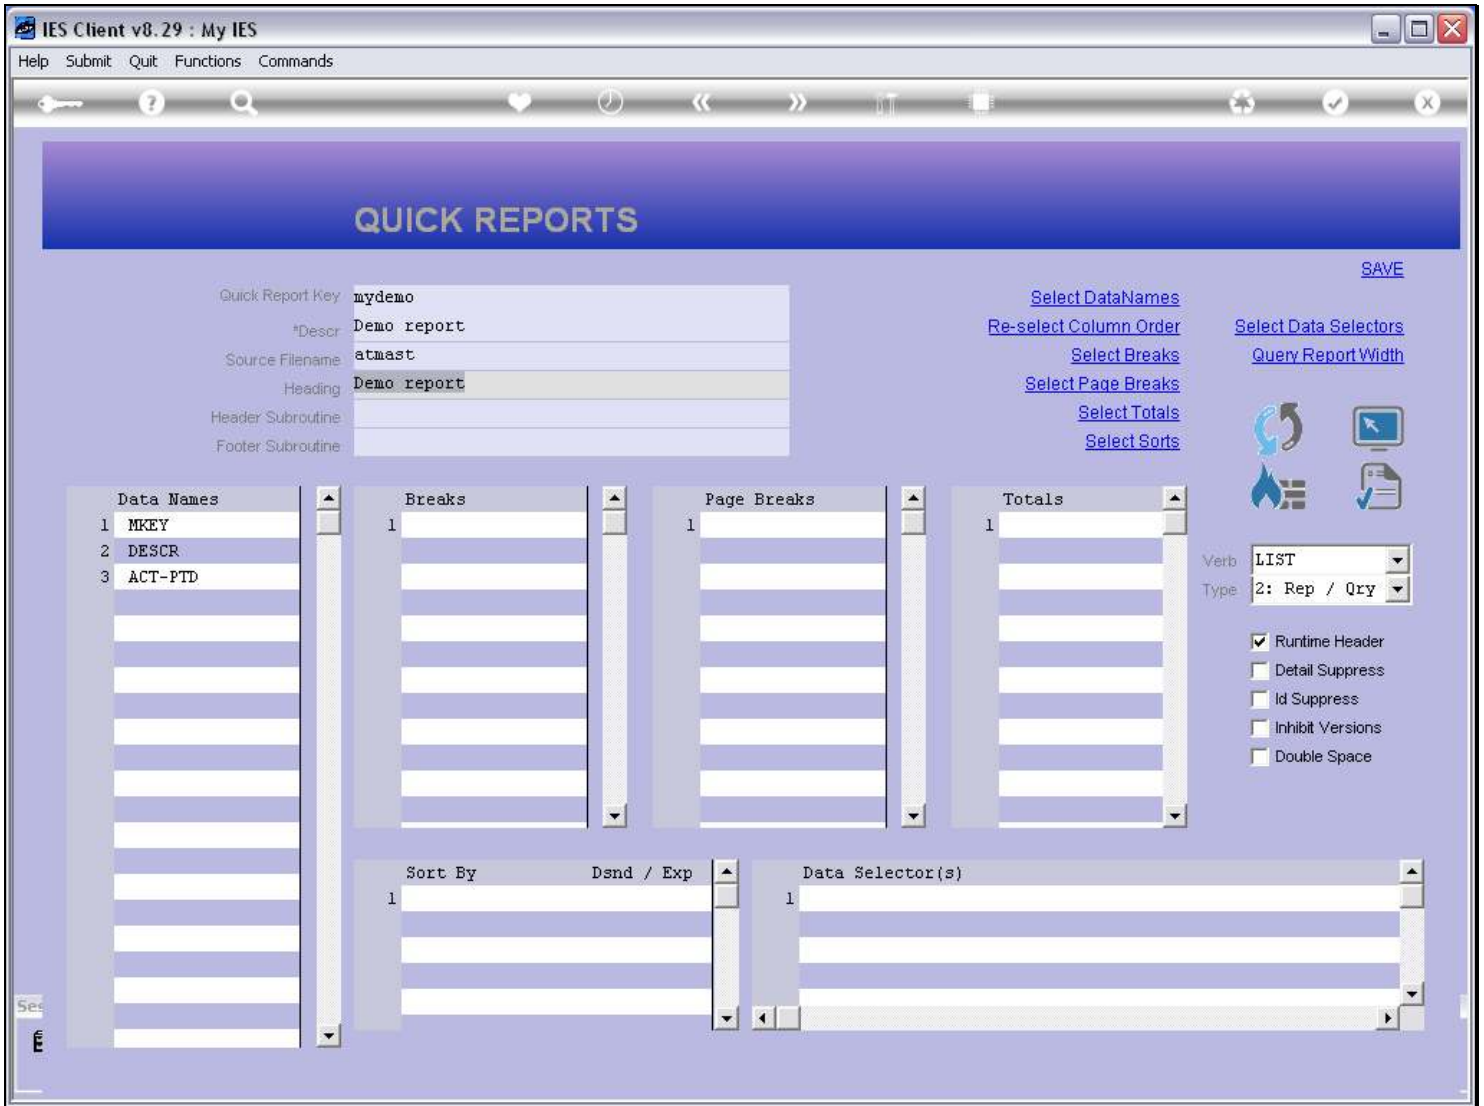 IES Client v8.29 : My IES
Help Submit Quit Functions Commands
QUICK REPORTS
SAVE
Quick Report Key mydemo
*Descr Demo report
Source Filename atmast
Heading Demo report
Header Subroutine
Footer Subroutine
Select DataNames
Re-select Column Order
Select Breaks
Select Page Breaks
Select Totals
Select Sorts
Select Data Selectors
Query Report Width
Data Names
1 MKEY
2 DESCR
3 ACT-PTD
Breaks
1
Page Breaks
1
Totals
1
Verb LIST
Type 2: Rep / Qry
Runtime Header
Detail Suppress
Id Suppress
Inhibit Versions
Double Space
Sort By Dsnd / Exp
1
Data Selector(s)
1
Ses